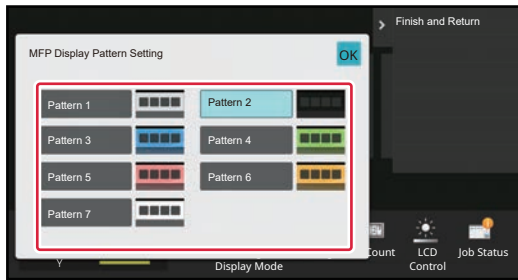 Finish and Return
MFP Display Pattern Setting
OK
Pattern 1
Pattern 2
Pattern 3
Pattern 4
Pattern 5
Pattern 6
Pattern 7
Y
Display Mode
Count
LCD
Control
Job Status